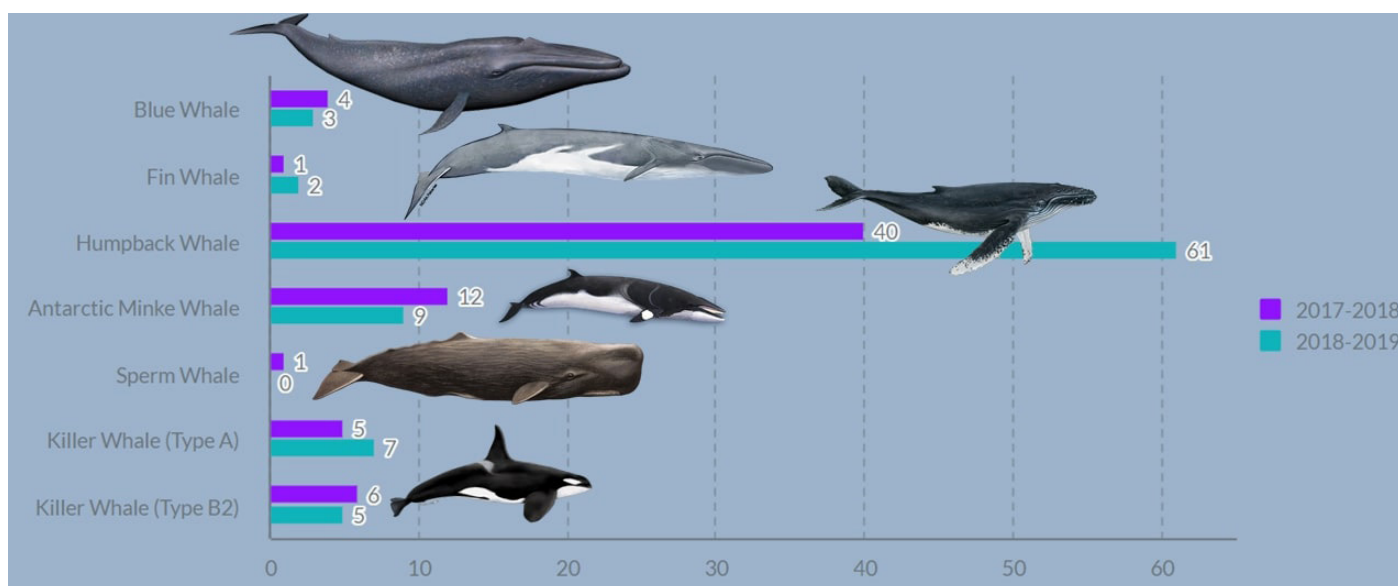 Blue Whale
4
3
Fin Whale
1
2
Humpback Whale
40
61
Antarctic Minke Whale
12
9
Sperm Whale
1
0
Killer Whale (Type A)
5
7
Killer Whale (Type B2)
6
5
0 10 20 30 40 50 60
2017-2018
2018-2019